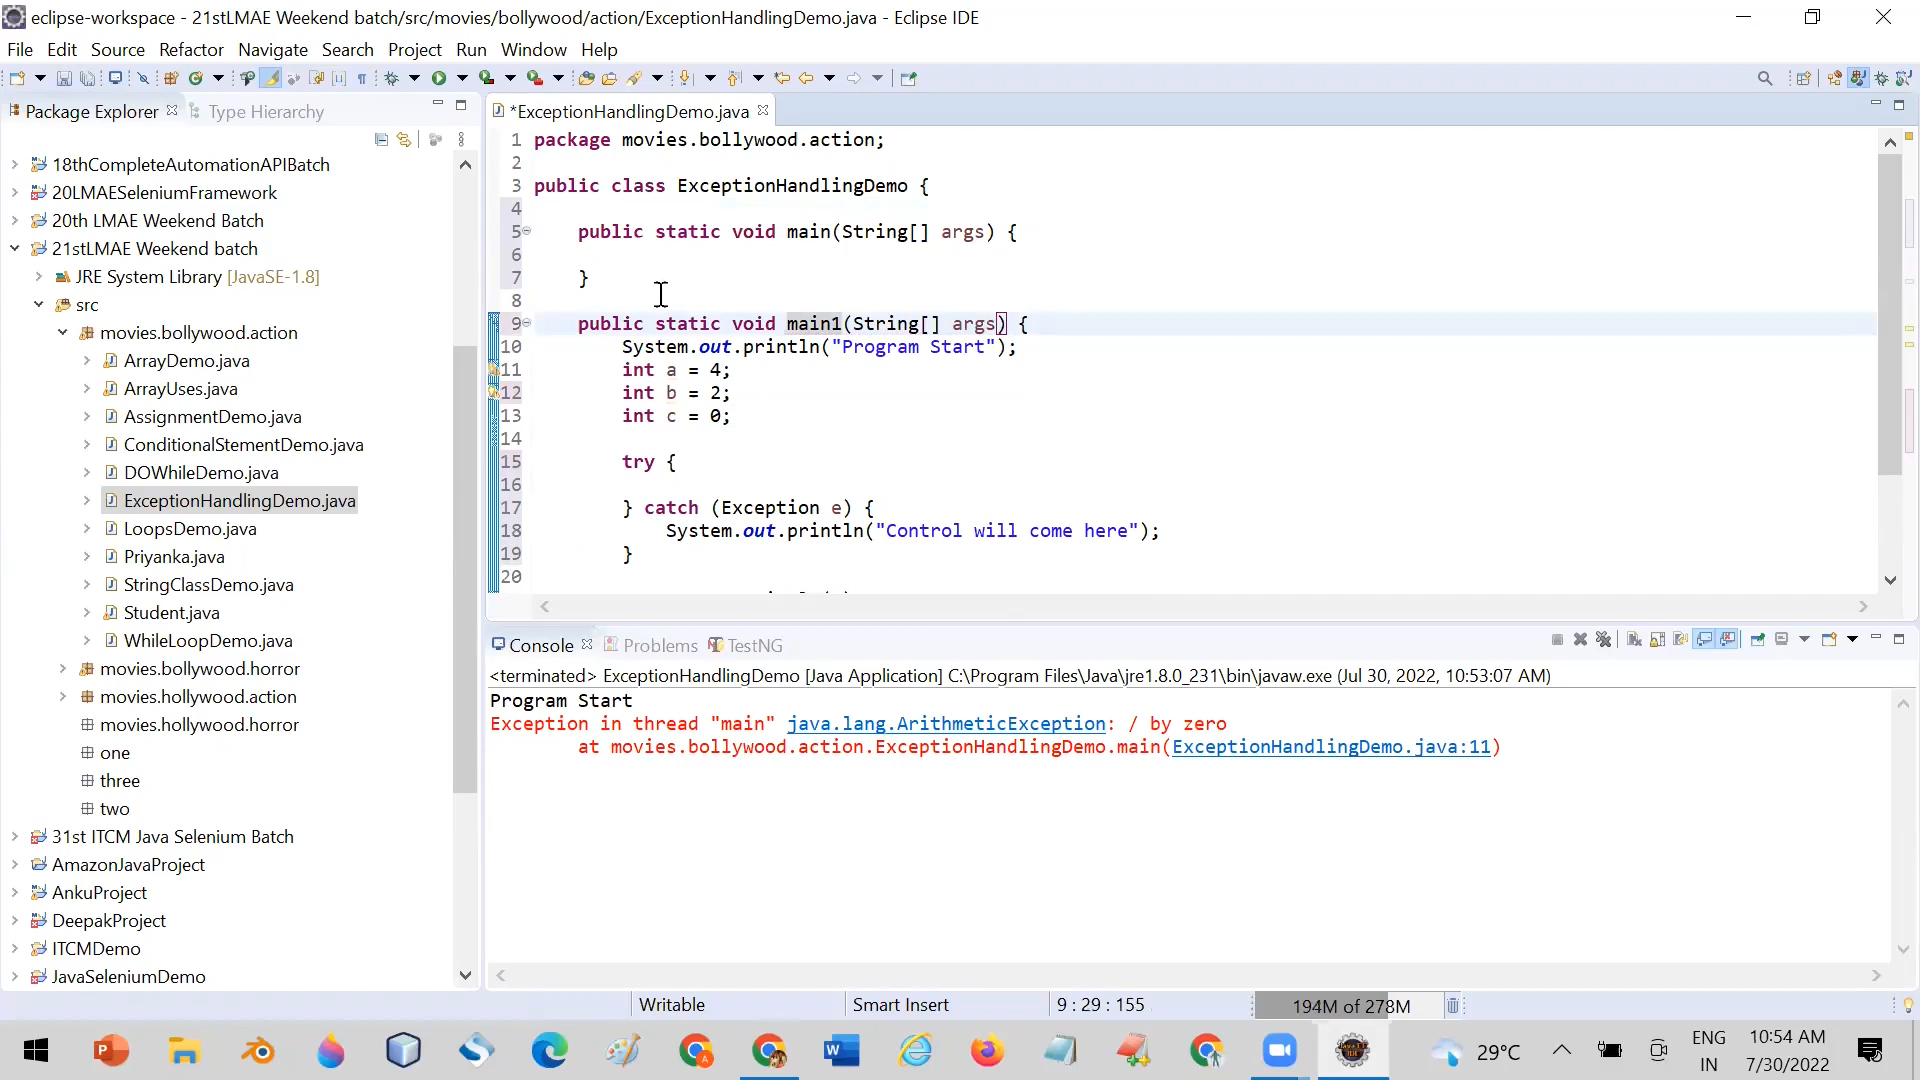 eclipse-workspace - 21stLMAE Weekend batch/src/movies/bollywood/action/ExceptionHandlingDemo.java - Eclipse IDE
File Edit Source Refactor Navigate Search Project Run Window Help
Package Explorer Type Hierarchy
18thCompleteAutomationAPIBatch
20LMAESeleniumFramework
20th LMAE Weekend Batch
21stLMAE Weekend batch
JRE System Library [JavaSE-1.8]
src
movies.bollywood.action
ArrayDemo.java
ArrayUses.java
AssignmentDemo.java
ConditionalStementDemo.java
DOWhileDemo.java
ExceptionHandlingDemo.java
LoopsDemo.java
Priyanka.java
StringClassDemo.java
Student.java
WhileLoopDemo.java
movies.bollywood.horror
movies.hollywood.action
movies.hollywood.horror
one
three
two
31st ITCM Java Selenium Batch
AmazonJavaProject
AnkuProject
DeepakProject
ITCMDemo
JavaSeleniumDemo
*ExceptionHandlingDemo.java
1 package movies.bollywood.action;
2
3 public class ExceptionHandlingDemo {
4
5 public static void main(String[] args) {
6
7 }
8
9 public static void main1(String[] args) {
10 System.out.println("Program Start");
11 int a = 4;
12 int b = 2;
13 int c = 0;
14
15 try {
16
17 } catch (Exception e) {
18 System.out.println("Control will come here");
19 }
20
Console Problems TestNG
<terminated> ExceptionHandlingDemo [Java Application] C:\Program Files\Java\jre1.8.0_231\bin\javaw.exe (Jul 30, 2022, 10:53:07 AM)
Program Start
Exception in thread "main" java.lang.ArithmeticException: / by zero
at movies.bollywood.action.ExceptionHandlingDemo.main(ExceptionHandlingDemo.java:11)
Writable Smart Insert 9 : 29 : 155 194M of 278M
29°C ENG IN 10:54 AM 7/30/2022